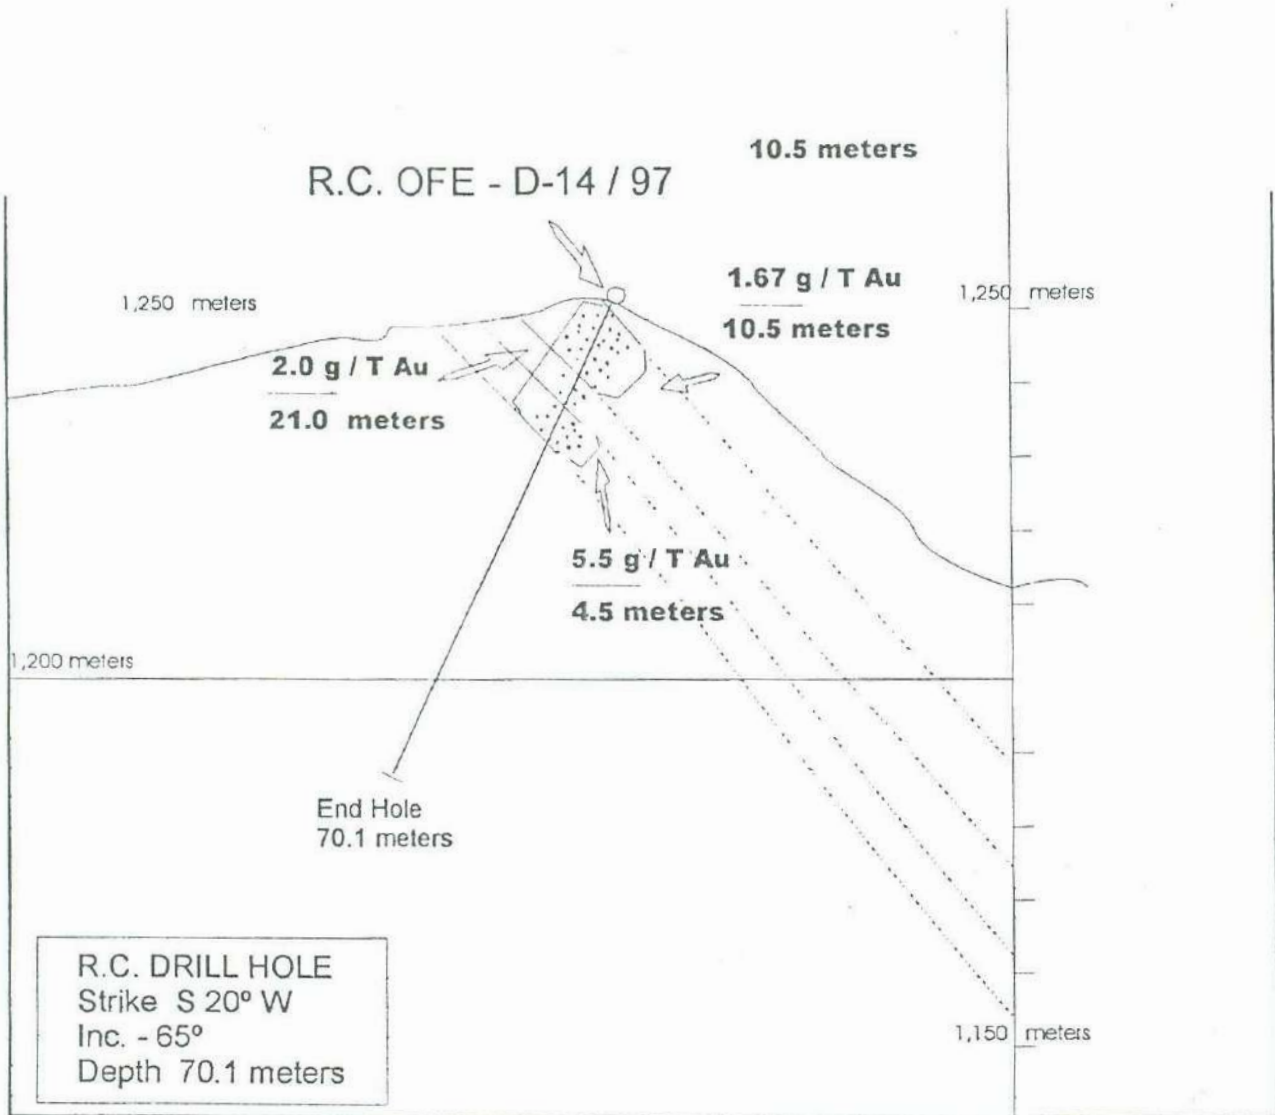 10.5 meters
R.C. OFE - D-14 / 97
1.67 g / T Au
10.5 meters
1,250 meters
1,250 meters
2.0 g / T Au
21.0 meters
5.5 g / T Au
4.5 meters
1,200 meters
End Hole
70.1 meters
R.C. DRILL HOLE
Strike S 20º W
Inc. - 65º
Depth 70.1 meters
1,150 meters